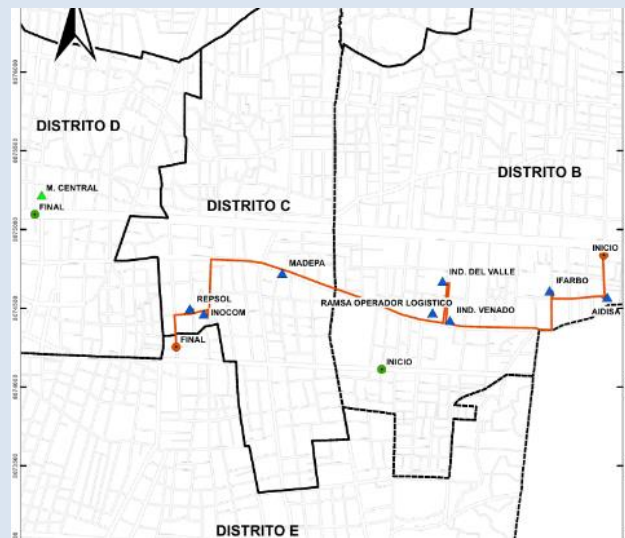 DISTRITO D
DISTRITO B
M. CENTRAL
FINAL
DISTRITO C
INICIO
MADEPA
IND. DEL VALLE
IFARBO
REPSOL
RAMSA OPERADOR LOGISTICO
AIDISA
INOCOM
IIND. VENADO
FINAL
INICIO
DISTRITO E